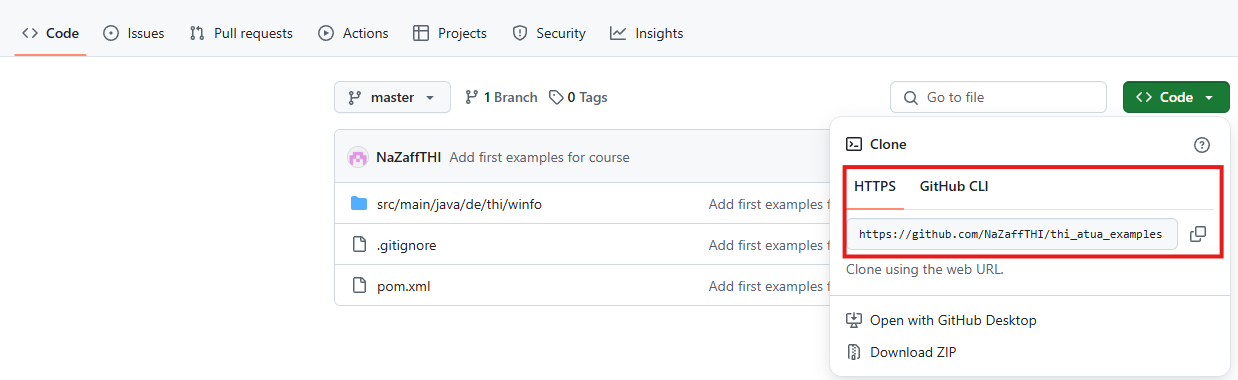 Code Issues Pull requests Actions Projects Security Insights
master 1 Branch 0 Tags Go to file Code
NaZaffTHI Add first examples for course
src/main/java/de/thi/winfo Add first examples f
.gitignore Add first examples f
pom.xml Add first examples f
Clone
HTTPS GitHub CLI
https://github.com/NaZaffTHI/thi_atua_examples
Clone using the web URL.
Open with GitHub Desktop
Download ZIP